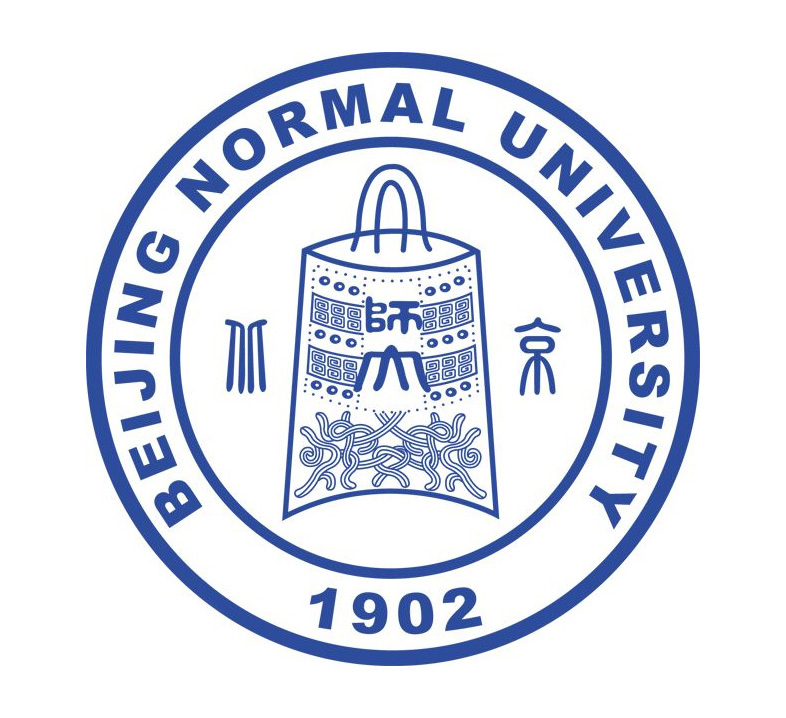 BEIJING NORMAL UNIVERSITY
北 京
師
大
1902